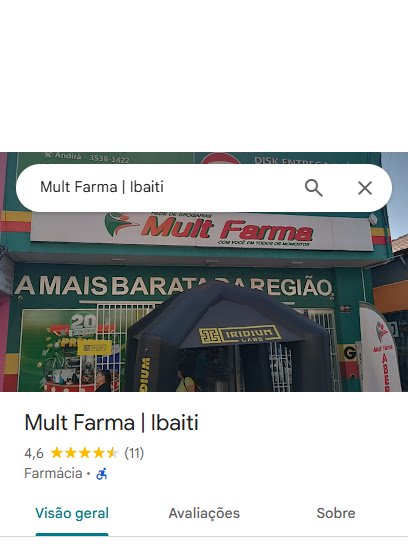 Andirá - 3538-1422
DISK ENTREGA
Mult Farma | Ibaiti
REDE DE DROGARIAS
Mult Farma
COM VOCÊ EM TODOS OS MOMENTOS
A MAIS BARATA DA REGIÃO
20
IRIDIUM
LABS
IRIDIUM
G
Mult Farma
ABER
Mult Farma | Ibaiti
4,6 (11)
Farmácia ·
Visão geral Avaliações Sobre